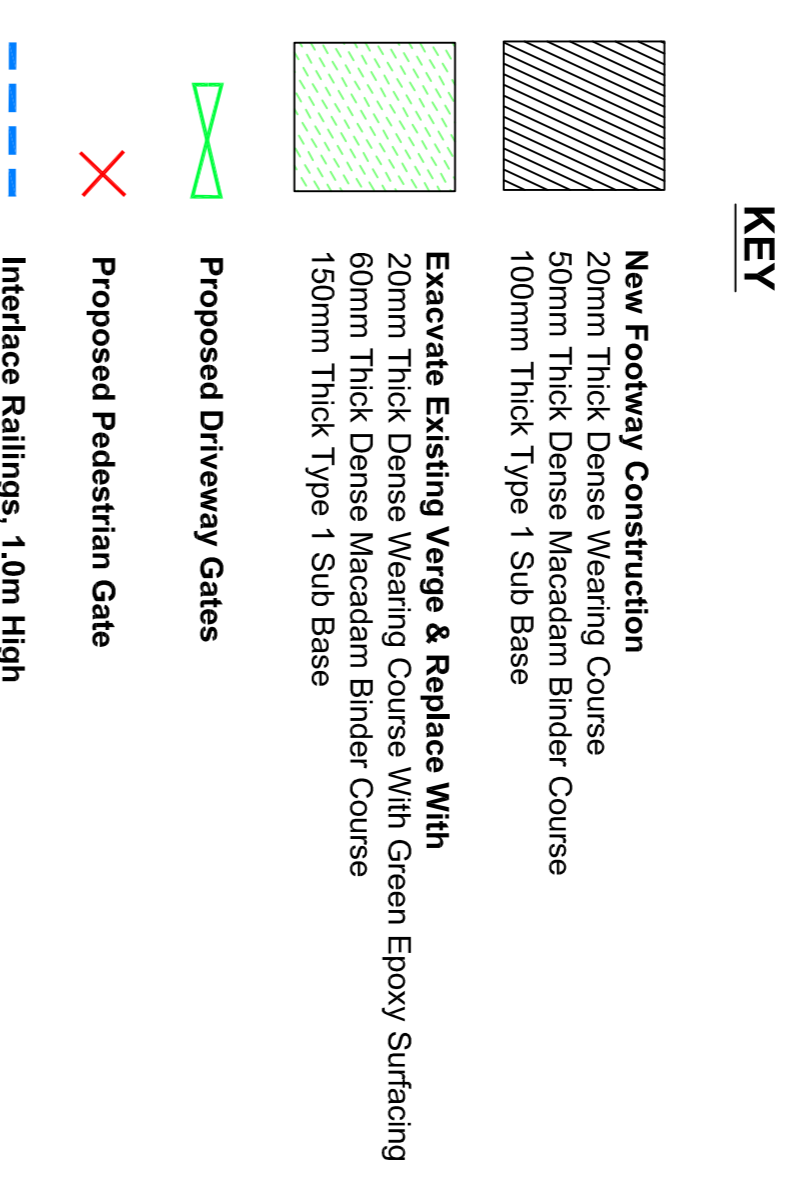 KEY
New Footway Construction
20mm Thick Dense Wearing Course
50mm Thick Dense Macadam Binder Course
100mm Thick Type 1 Sub Base
Exacvate Existing Verge & Replace With
20mm Thick Dense Wearing Course With Green Epoxy Surfacing
60mm Thick Dense Macadam Binder Course
150mm Thick Type 1 Sub Base
Proposed Driveway Gates
Proposed Pedestrian Gate
Interlace Railings, 1.0m High